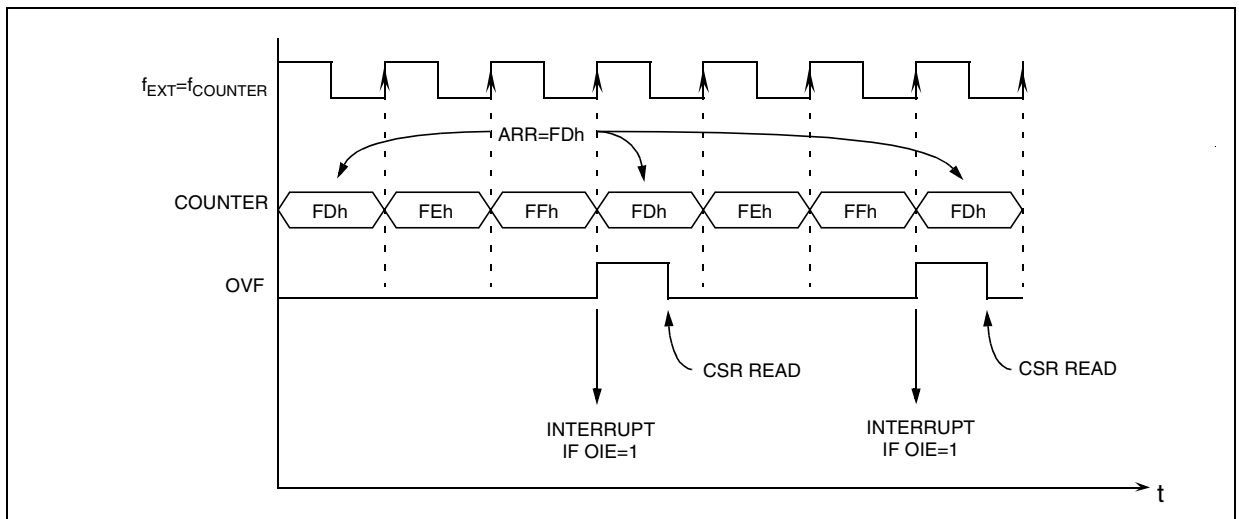 fEXT=fCOUNTER
ARR=FDh
COUNTER
FDh
FEh
FFh
FDh
FEh
FFh
FDh
OVF
CSR READ
CSR READ
INTERRUPT
IF OIE=1
INTERRUPT
IF OIE=1
t